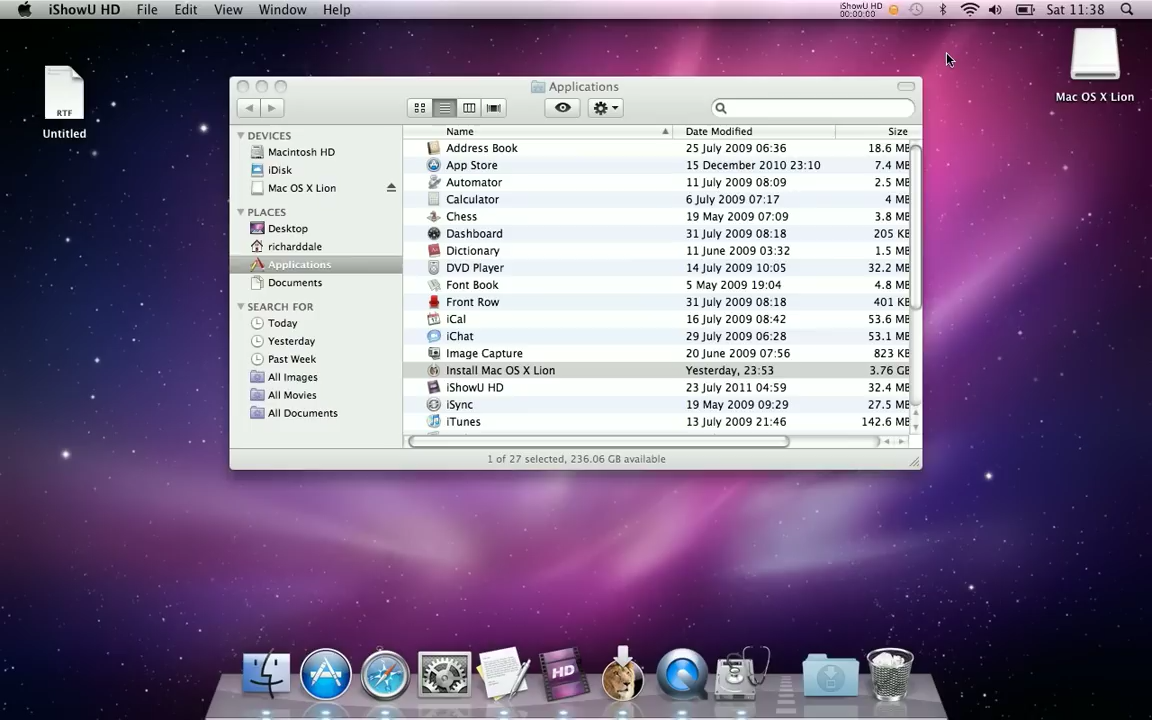 iShowU HD File Edit View Window Help
iShowU HD
00:00:00
Sat 11:38
RTF
Untitled
Mac OS X Lion
Applications
DEVICES
Macintosh HD
iDisk
Mac OS X Lion
PLACES
Desktop
richarddale
Applications
Documents
SEARCH FOR
Today
Yesterday
Past Week
All Images
All Movies
All Documents
Name Date Modified Size
Address Book 25 July 2009 06:36 18.6 MB
App Store 15 December 2010 23:10 7.4 MB
Automator 11 July 2009 08:09 2.5 MB
Calculator 6 July 2009 07:17 4 MB
Chess 19 May 2009 07:09 3.8 MB
Dashboard 31 July 2009 08:18 205 KB
Dictionary 11 June 2009 03:32 1.5 MB
DVD Player 14 July 2009 10:05 32.2 MB
Font Book 5 May 2009 19:04 4.8 MB
Front Row 31 July 2009 08:18 401 KB
iCal 16 July 2009 08:42 53.6 MB
iChat 29 July 2009 06:28 53.1 MB
Image Capture 20 June 2009 07:56 823 KB
Install Mac OS X Lion Yesterday, 23:53 3.76 GB
iShowU HD 23 July 2011 04:59 32.4 MB
iSync 19 May 2009 09:29 27.5 MB
iTunes 13 July 2009 21:46 142.6 MB
1 of 27 selected, 236.06 GB available
HD